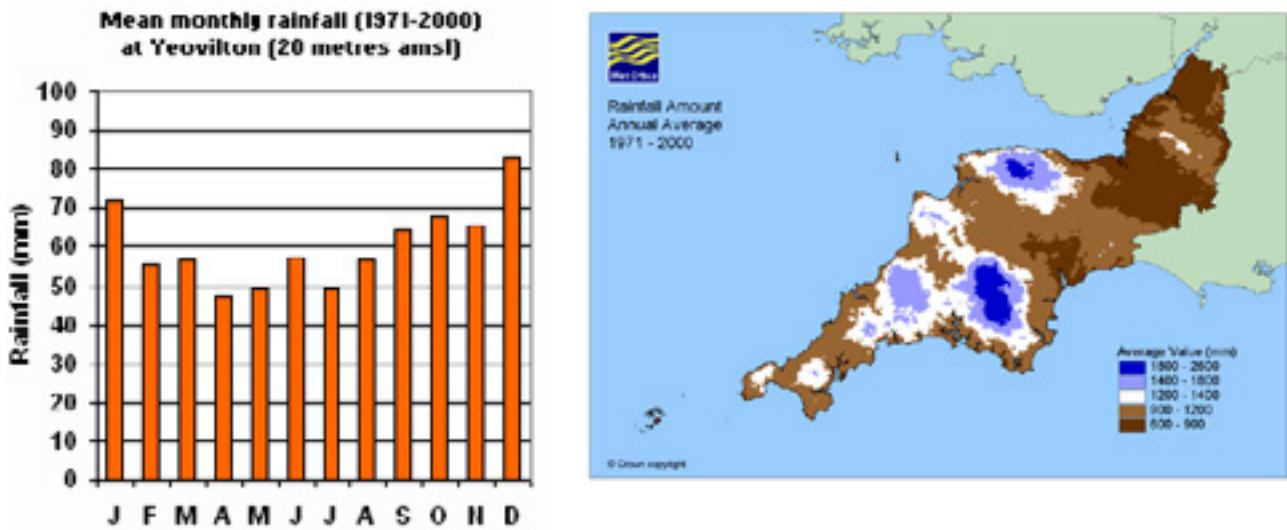 Mean monthly rainfall (1971-2000)
at Yeovilton (20 metres amsl)
Rainfall (mm)
100
90
80
70
60
50
40
30
20
10
0
J F M A M J J A S O N D
Met Office
Rainfall Amount
Annual Average
1971 - 2000
Average Value (mm)
1800 - 2600
1400 - 1800
1200 - 1400
900 - 1200
600 - 900
© Crown copyright